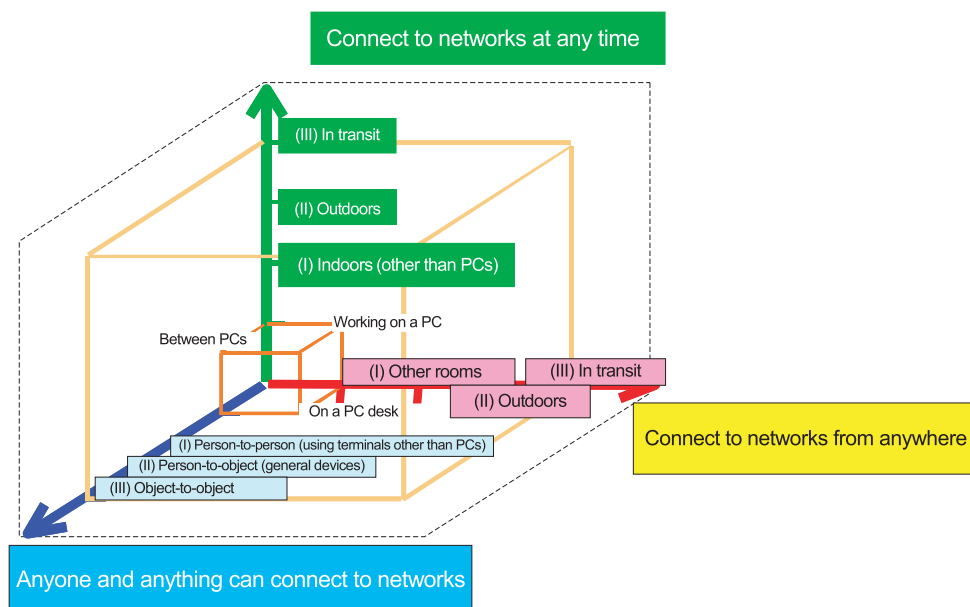 Connect to networks at any time
(III) In transit
(II) Outdoors
(I) Indoors (other than PCs)
Working on a PC
Between PCs
(I) Other rooms
(III) In transit
(II) Outdoors
On a PC desk
Connect to networks from anywhere
(I) Person-to-person (using terminals other than PCs)
(II) Person-to-object (general devices)
(III) Object-to-object
Anyone and anything can connect to networks